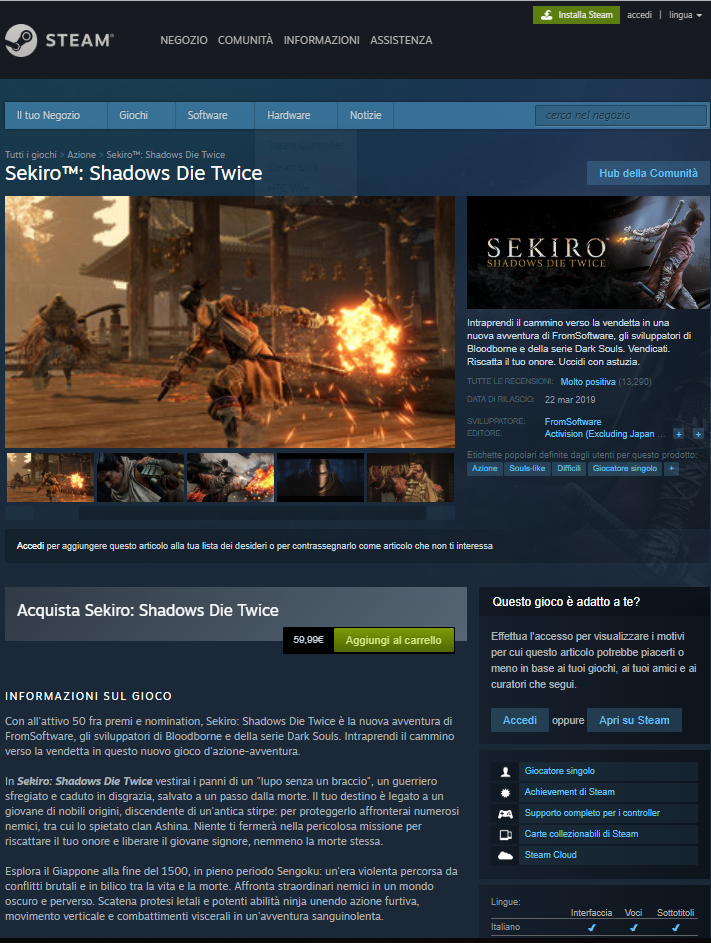 Installa Steam accedi | lingua
STEAM®
NEGOZIO COMUNITÀ INFORMAZIONI ASSISTENZA
Il tuo Negozio Giochi Software Hardware Notizie
cerca nel negozio
Tutti i giochi > Azione > Sekiro™: Shadows Die Twice
Sekiro™: Shadows Die Twice
Hub della Comunità
SEKIRO™
SHADOWS DIE TWICE
Intraprendi il cammino verso la vendetta in una
nuova avventura di FromSoftware, gli sviluppatori di
Bloodborne e della serie Dark Souls. Vendicati.
Riscatta il tuo onore. Uccidi con astuzia.
TUTTE LE RECENSIONI: Molto positiva (13,290)
DATA DI RILASCIO: 22 mar 2019
SVILUPPATORE: FromSoftware
EDITORE: Activision (Excluding Japan ... + +
Etichette popolari definite dagli utenti per questo prodotto:
Azione Souls-like Difficili Giocatore singolo +
Accedi per aggiungere questo articolo alla tua lista dei desideri o per contrassegnarlo come articolo che non ti interessa
Acquista Sekiro: Shadows Die Twice
59,99€ Aggiungi al carrello
INFORMAZIONI SUL GIOCO
Con all'attivo 50 fra premi e nomination, Sekiro: Shadows Die Twice è la nuova avventura di
FromSoftware, gli sviluppatori di Bloodborne e della serie Dark Souls. Intraprendi il cammino
verso la vendetta in questo nuovo gioco d'azione-avventura.
In Sekiro: Shadows Die Twice vestirai i panni di un "lupo senza un braccio", un guerriero
sfregiato e caduto in disgrazia, salvato a un passo dalla morte. Il tuo destino è legato a un
giovane di nobili origini, discendente di un'antica stirpe: per proteggerlo affronterai numerosi
nemici, tra cui lo spietato clan Ashina. Niente ti fermerà nella pericolosa missione per
riscattare il tuo onore e liberare il giovane signore, nemmeno la morte stessa.
Esplora il Giappone alla fine del 1500, in pieno periodo Sengoku: un'era violenta percorsa da
conflitti brutali e in bilico tra la vita e la morte. Affronta straordinari nemici in un mondo
oscuro e perverso. Scatena protesi letali e potenti abilità ninja unendo azione furtiva,
movimento verticale e combattimenti viscerali in un'avventura sanguinolenta.
Questo gioco è adatto a te?
Effettua l'accesso per visualizzare i motivi
per cui questo articolo potrebbe piacerti o
meno in base ai tuoi giochi, ai tuoi amici e ai
curatori che segui.
Accedi oppure Apri su Steam
Giocatore singolo
Achievement di Steam
Supporto completo per i controller
Carte collezionabili di Steam
Steam Cloud
Lingue:
Interfaccia Voci Sottotitoli
Italiano ✔ ✔ ✔